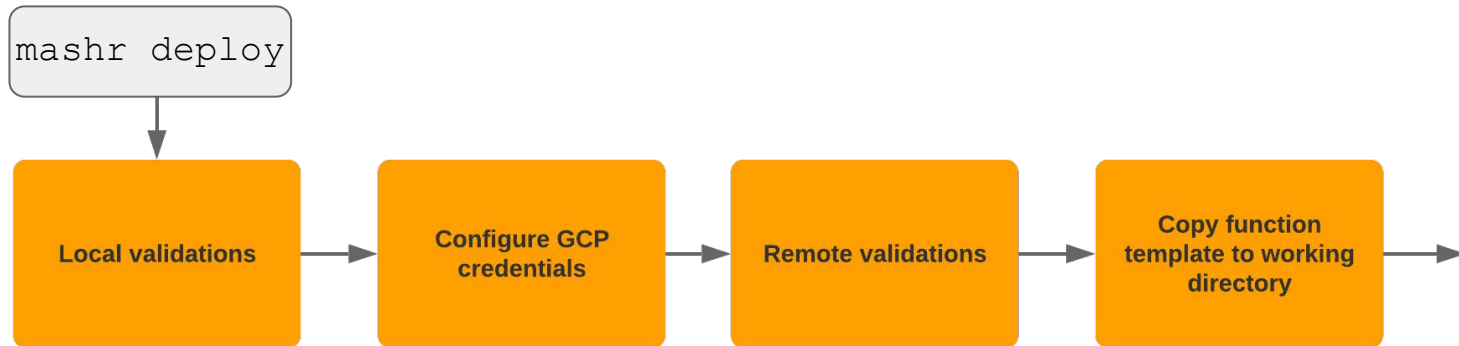 mashr deploy
Local validations
Configure GCP
credentials
Remote validations
Copy function
template to working
directory